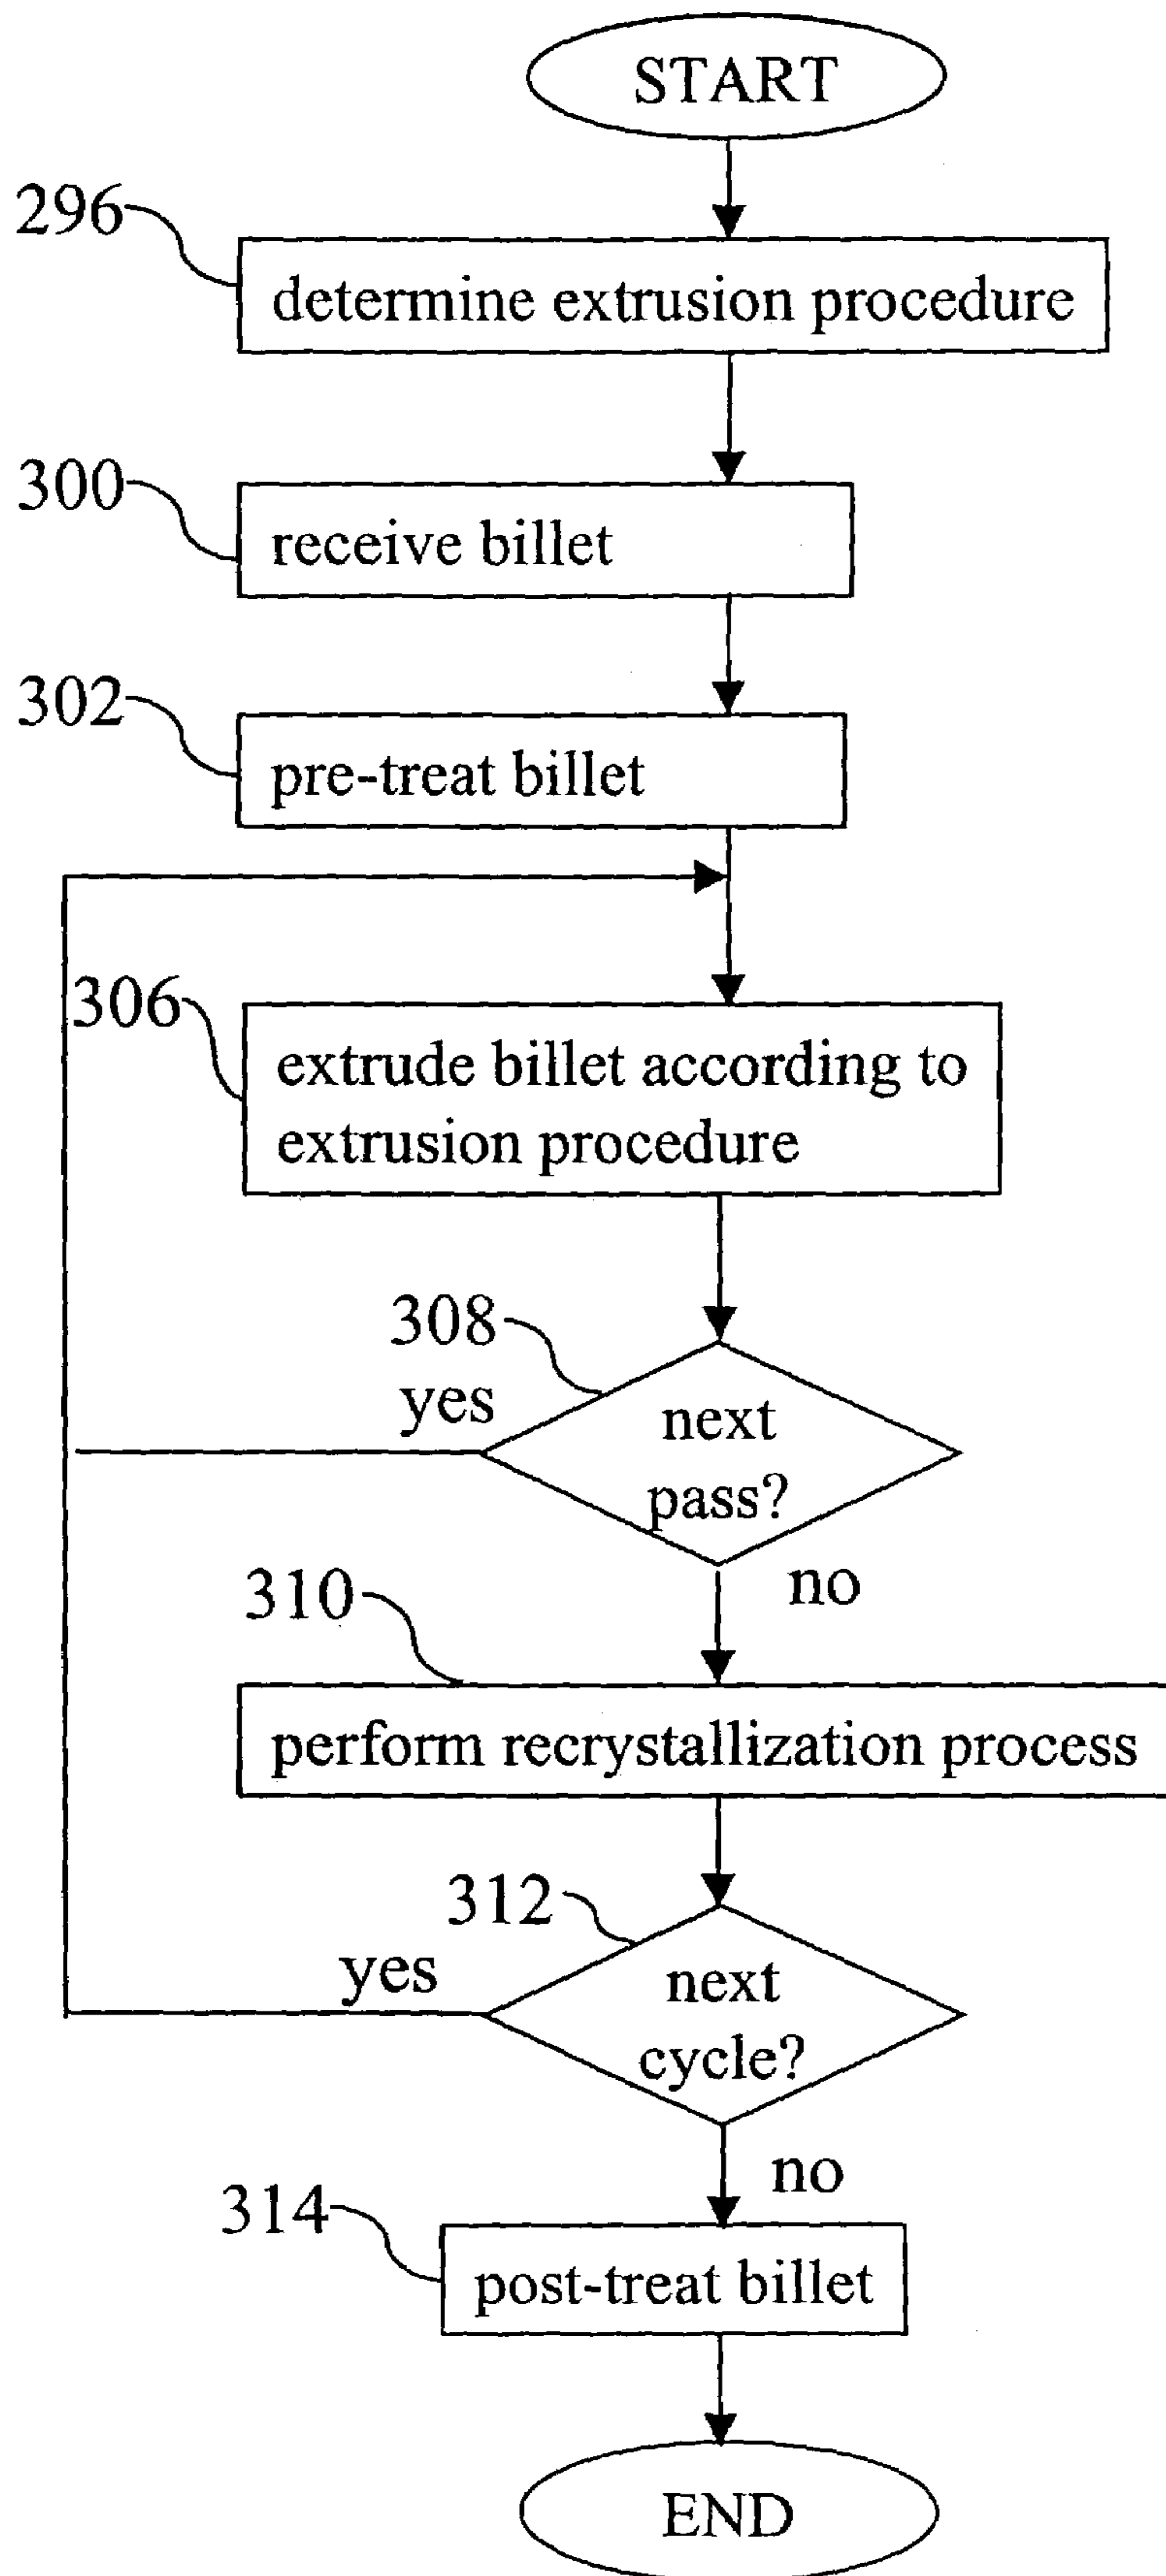 START
296
determine extrusion procedure
300
receive billet
302
pre-treat billet
306
extrude billet according to
extrusion procedure
308
yes
next
pass?
no
310
perform recrystallization process
312
yes
next
cycle?
no
314
post-treat billet
END